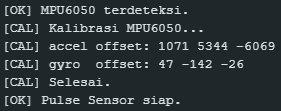 [OK] MPU6050 terdeteksi.
[CAL] Kalibrasi MPU6050...
[CAL] accel offset: 1071 5344 -6069
[CAL] gyro  offset: 47 -142 -26
[CAL] Selesai.
[OK] Pulse Sensor siap.